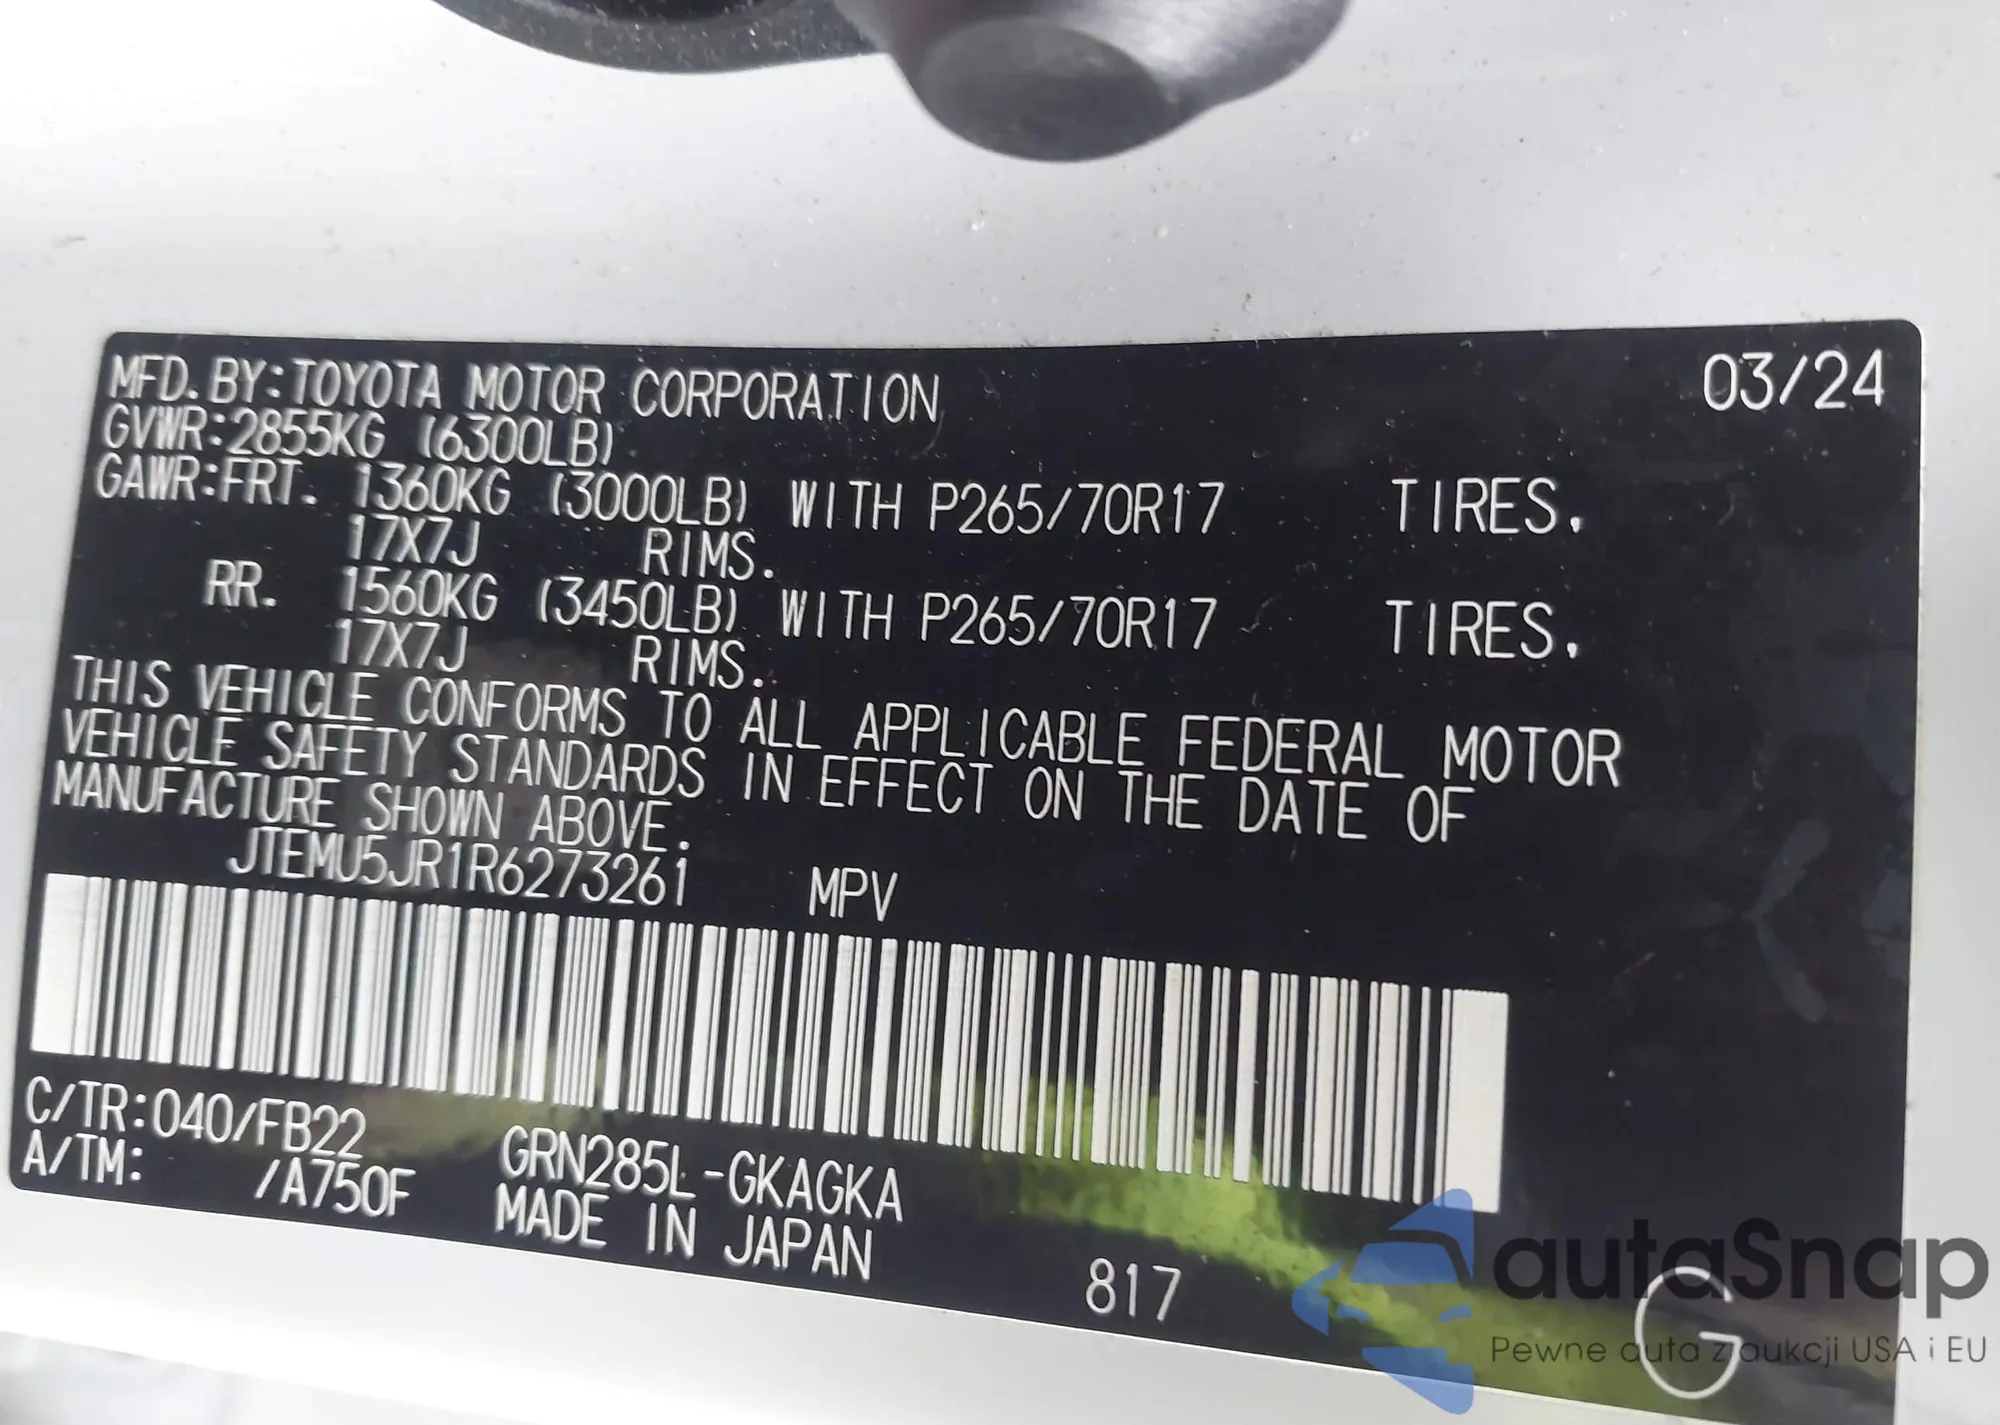 MFD. BY: TOYOTA MOTOR CORPORATION 03/24
GVWR: 2855KG (6300LB)
GAWR: FRT. 1360KG (3000LB) WITH P265/70R17 TIRES,
17X7J RIMS.
RR. 1560KG (3450LB) WITH P265/70R17 TIRES,
17X7J RIMS.
THIS VEHICLE CONFORMS TO ALL APPLICABLE FEDERAL MOTOR
VEHICLE SAFETY STANDARDS IN EFFECT ON THE DATE OF
MANUFACTURE SHOWN ABOVE.
JTEMU5JR1R6273261 MPV
C/TR: 040/FB22 GRN285L-GKAGKA
A/TM: /A750F MADE IN JAPAN
817
G
autaSnap
Pewne auta z aukcji USA i EU